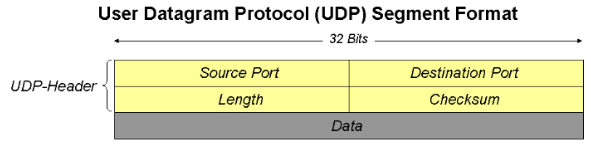 User Datagram Protocol (UDP) Segment Format
32 Bits
UDP-Header
Source Port
Destination Port
Length
Checksum
Data